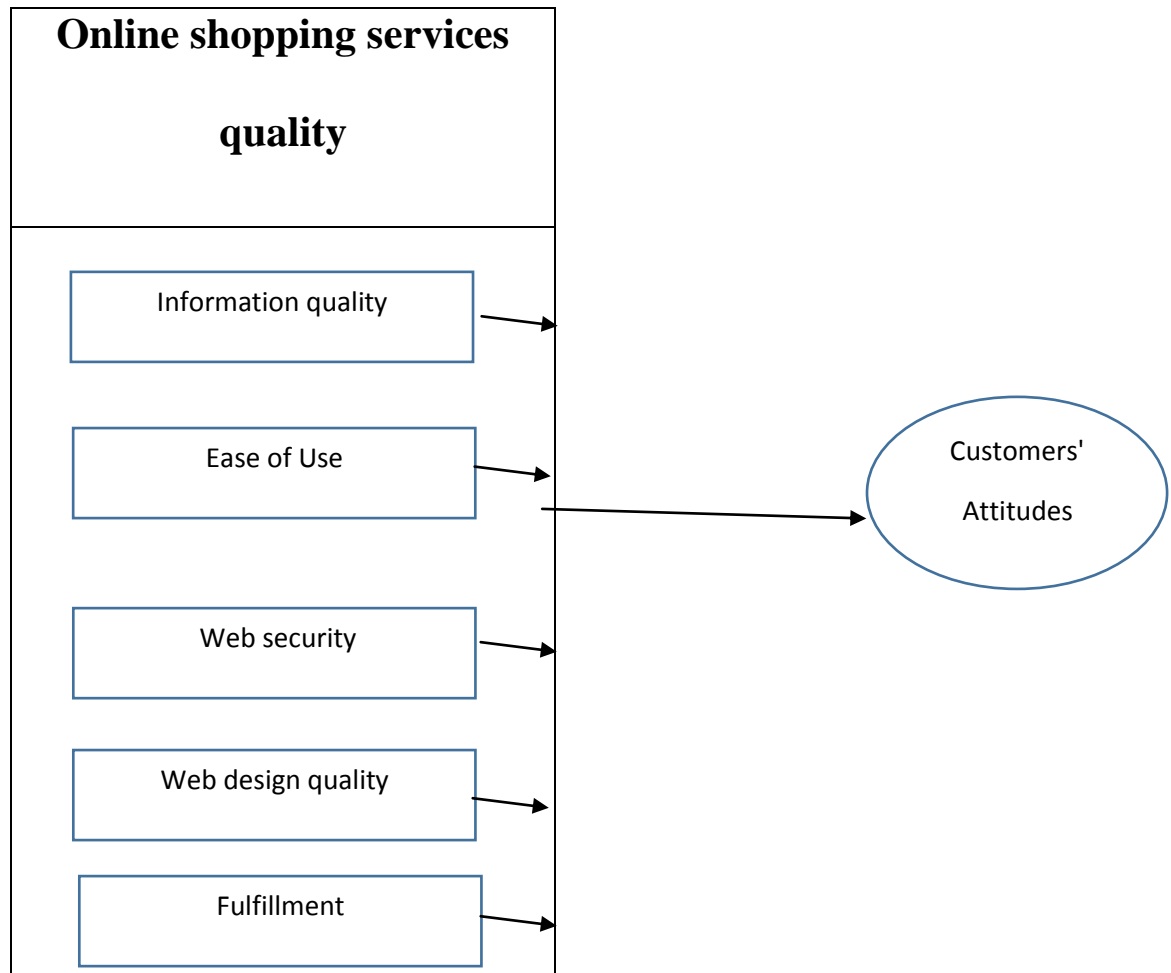 Online shopping services
quality
Information quality
Ease of Use
Customers'
Attitudes
Web security
Web design quality
Fulfillment